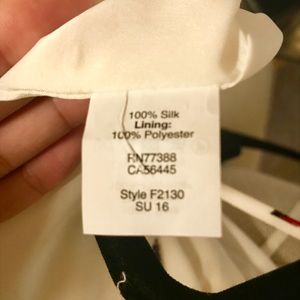 100% Silk
Lining:
100% Polyester
RN77388
CA56445
Style F2130
SU 16